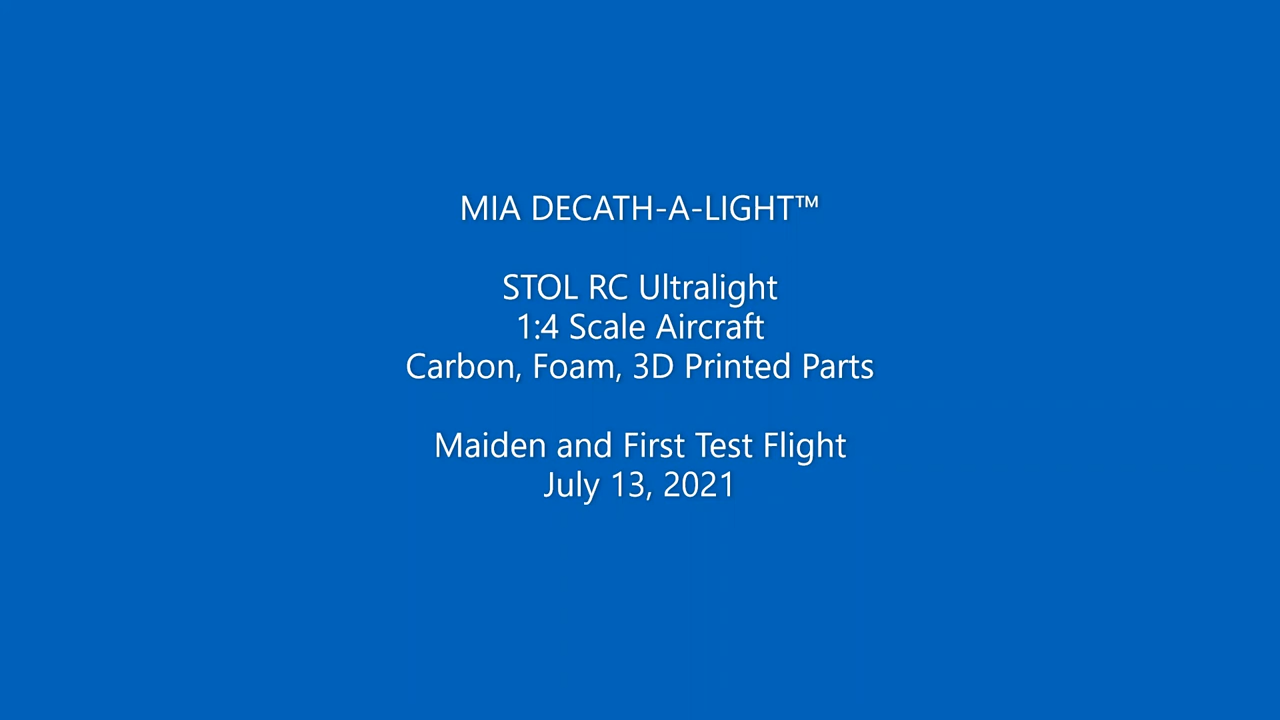 MIA DECATH-A-LIGHT™
STOL RC Ultralight
1:4 Scale Aircraft
Carbon, Foam, 3D Printed Parts
Maiden and First Test Flight
July 13, 2021